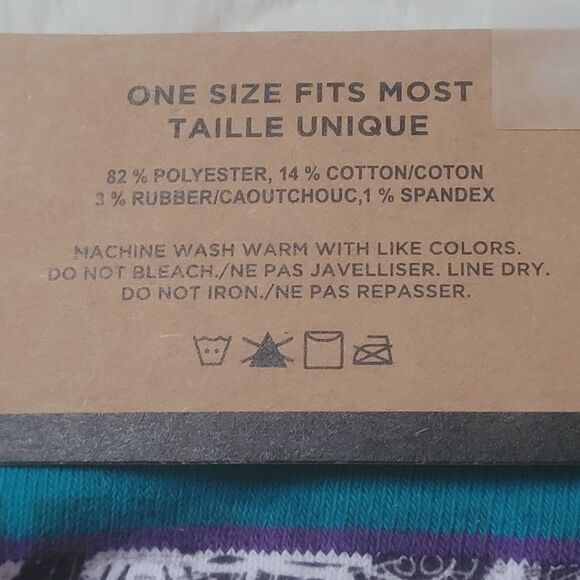 ONE SIZE FITS MOST
TAILLE UNIQUE
82 % POLYESTER, 14 % COTTON/COTON
3 % RUBBER/CAOUTCHOUC,1 % SPANDEX
MACHINE WASH WARM WITH LIKE COLORS.
DO NOT BLEACH./NE PAS JAVELLISER. LINE DRY.
DO NOT IRON./NE PAS REPASSER.